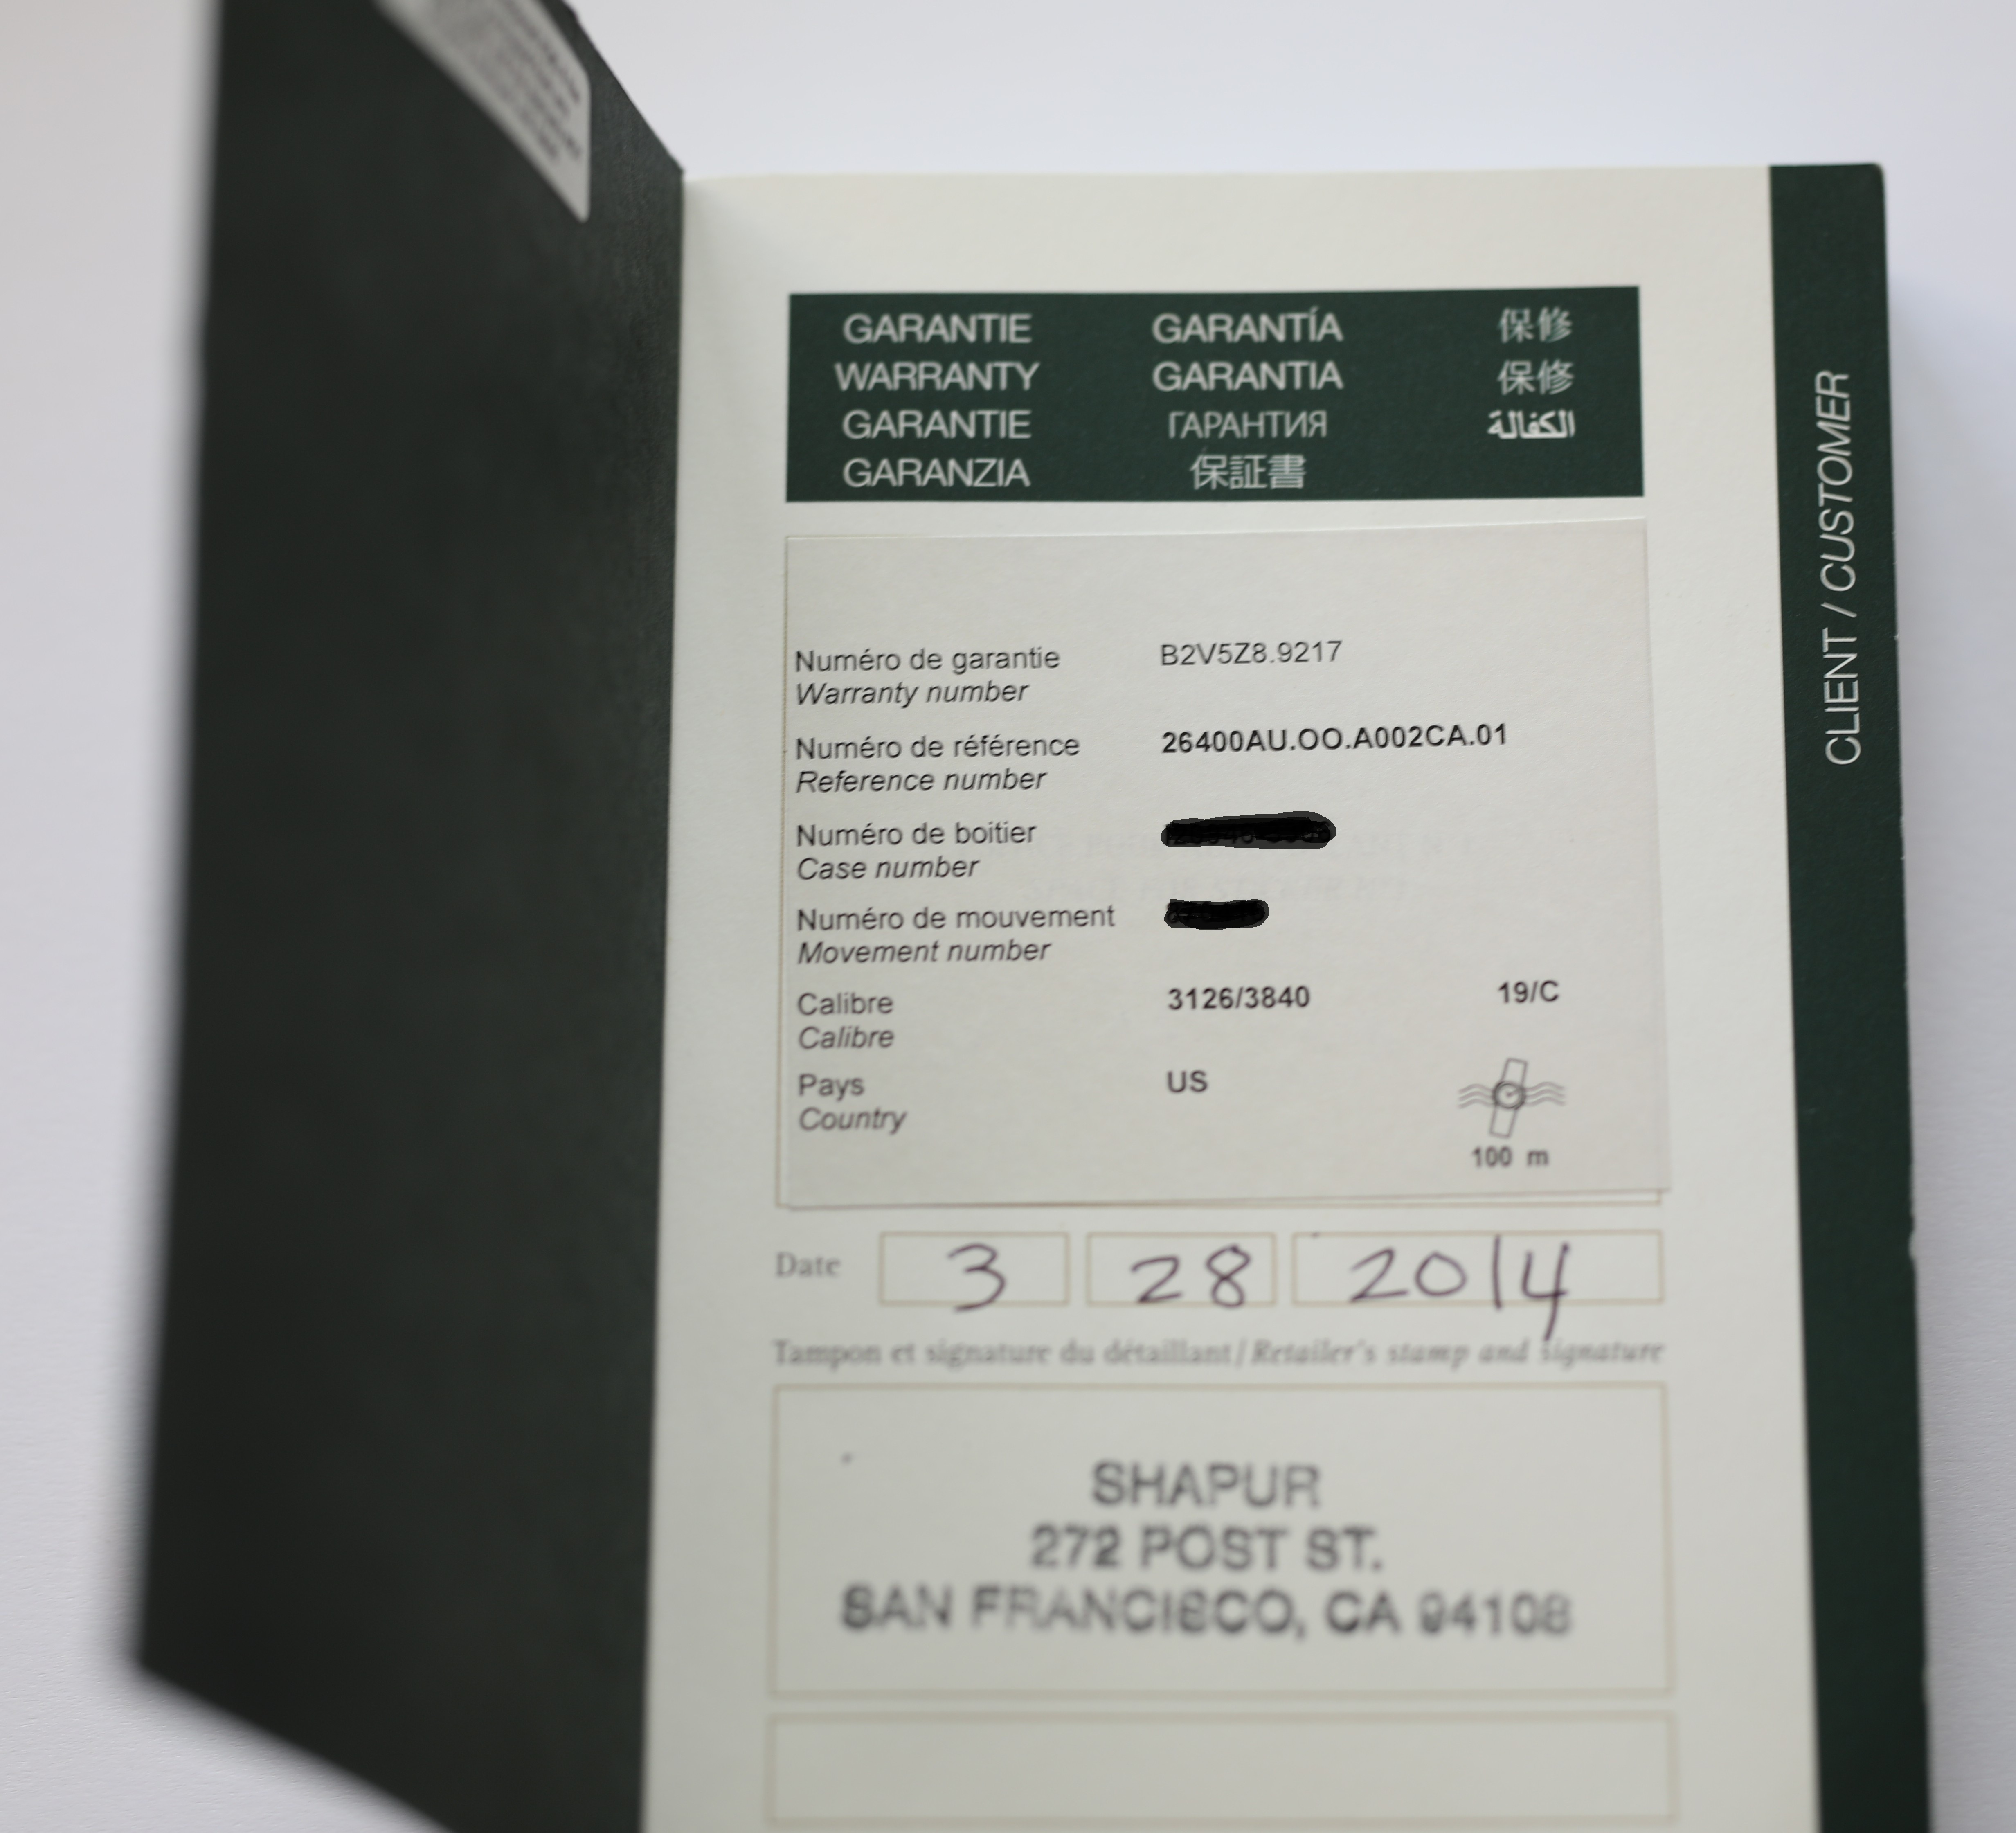 GARANTIE
WARRANTY
GARANTIE
GARANZIA
GARANTÍA
GARANTIA
ГАРАНТИЯ
保証書
保修
保修
الكفالة
CLIENT / CUSTOMER
Numéro de garantie B2V5Z8.9217
Warranty number
Numéro de référence 26400AU.OO.A002CA.01
Reference number
Numéro de boitier
Case number
Numéro de mouvement
Movement number
Calibre 3126/3840 19/C
Calibre
Pays US
Country
100 m
Date 3 28 2014
Tampon et signature du détaillant/Retailer's stamp and signature
SHAPUR
272 POST ST.
SAN FRANCISCO, CA 94108